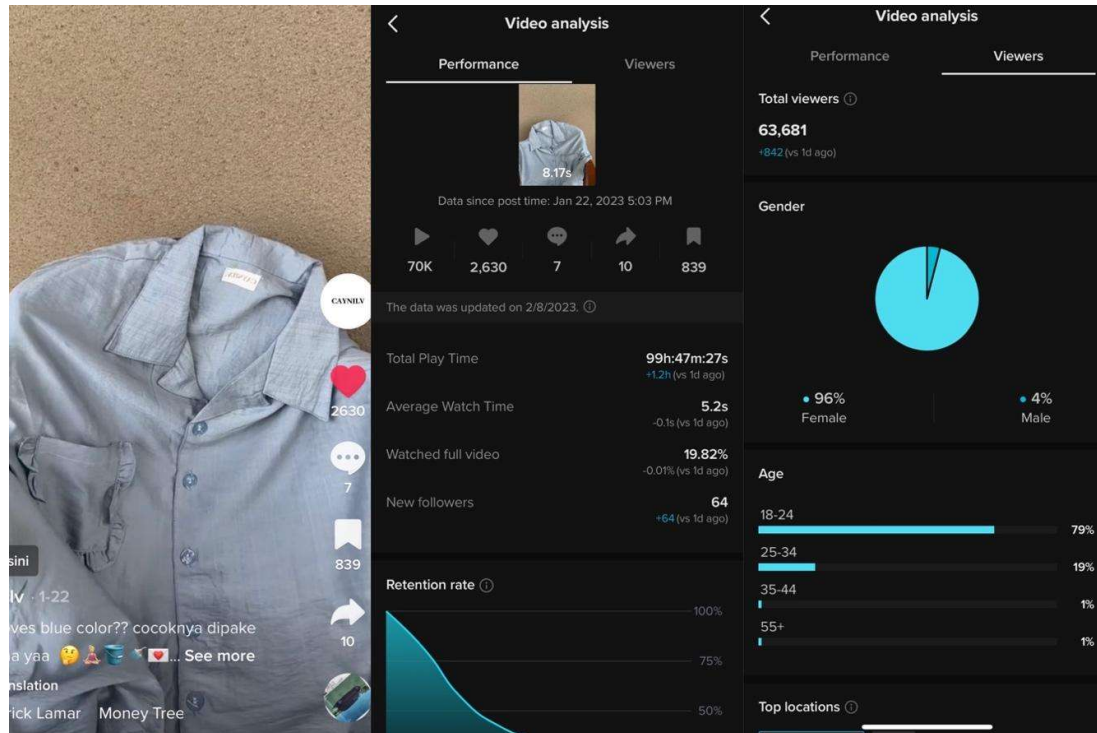 CAYNILV
2630
7
839
10
sini
lv · 1-22
ves blue color?? cocoknya dipake
a yaa 🤔 👗 🪣 💌... See more
nslation
rick Lamar Money Tree
Video analysis
Performance Viewers
8.17s
Data since post time: Jan 22, 2023 5:03 PM
70K 2,630 7 10 839
The data was updated on 2/8/2023.
Total Play Time 99h:47m:27s
+1.2h (vs 1d ago)
Average Watch Time 5.2s
-0.1s (vs 1d ago)
Watched full video 19.82%
-0.01% (vs 1d ago)
New followers 64
+64 (vs 1d ago)
Retention rate
100%
75%
50%
Video analysis
Performance Viewers
Total viewers
63,681
+842 (vs 1d ago)
Gender
96% 4%
Female Male
Age
18-24
79%
25-34
19%
35-44
1%
55+
1%
Top locations